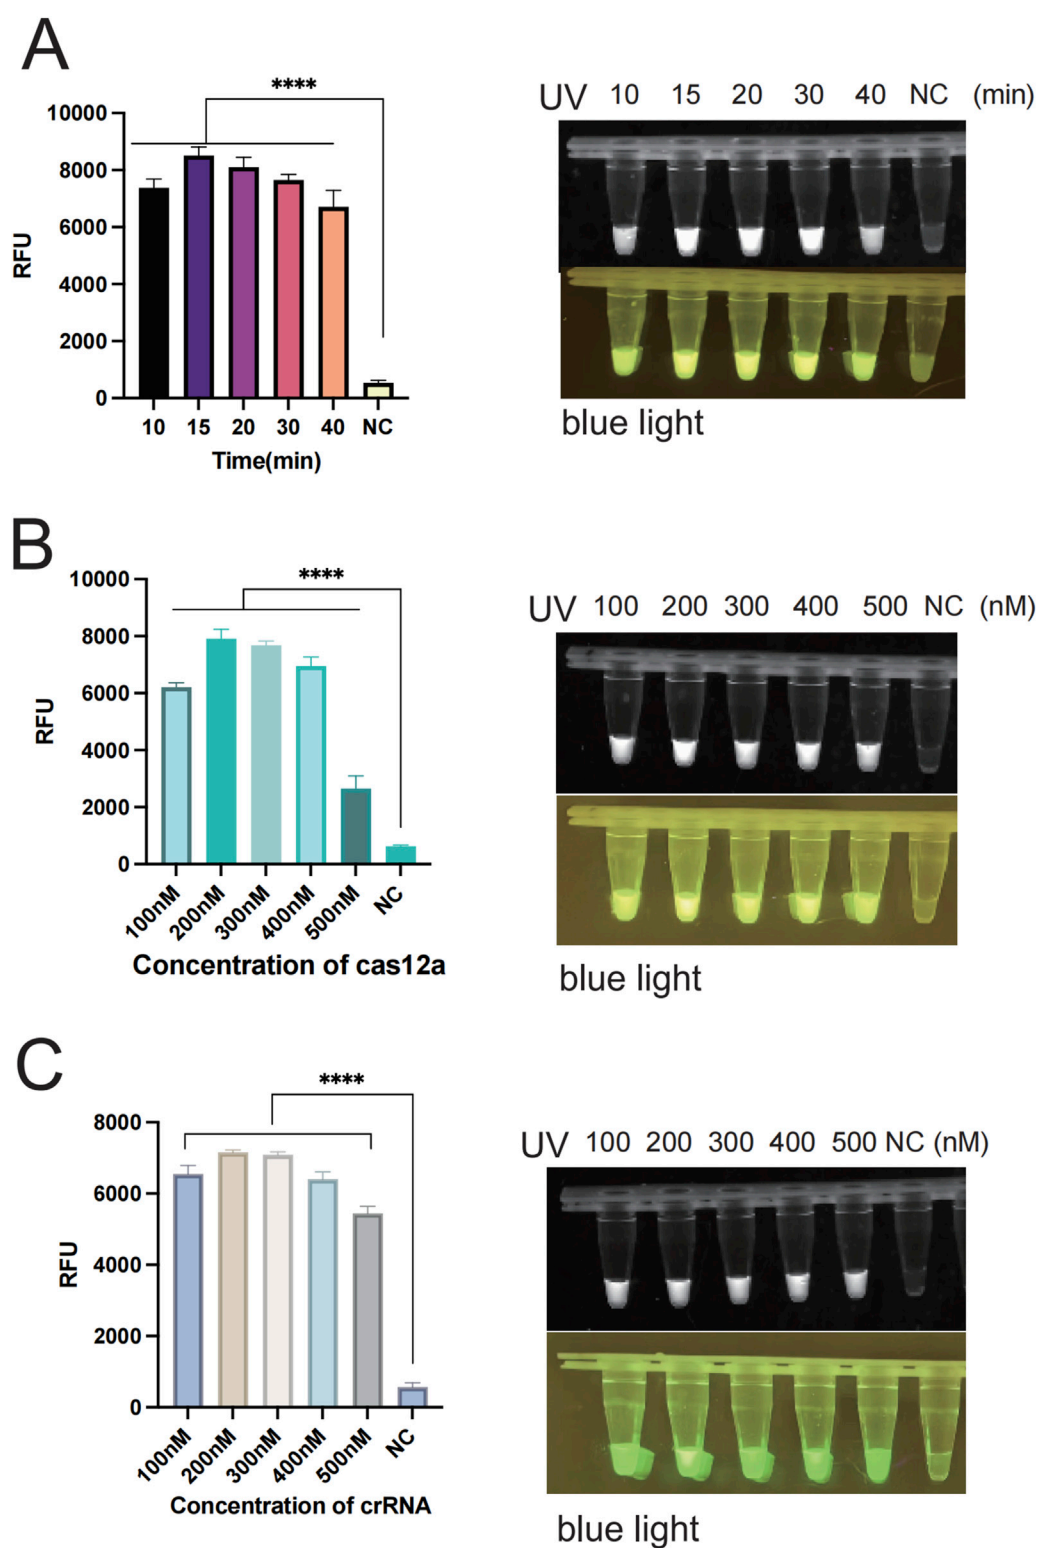 A
****
10000
8000
6000
4000
2000
0
RFU
10 15 20 30 40 NC
Time(min)
UV 10 15 20 30 40 NC (min)
blue light
B
****
10000
8000
6000
4000
2000
0
RFU
100nM 200nM 300nM 400nM 500nM NC
Concentration of cas12a
UV 100 200 300 400 500 NC (nM)
blue light
C
****
8000
6000
4000
2000
0
RFU
100nM 200nM 300nM 400nM 500nM NC
Concentration of crRNA
UV 100 200 300 400 500 NC (nM)
blue light